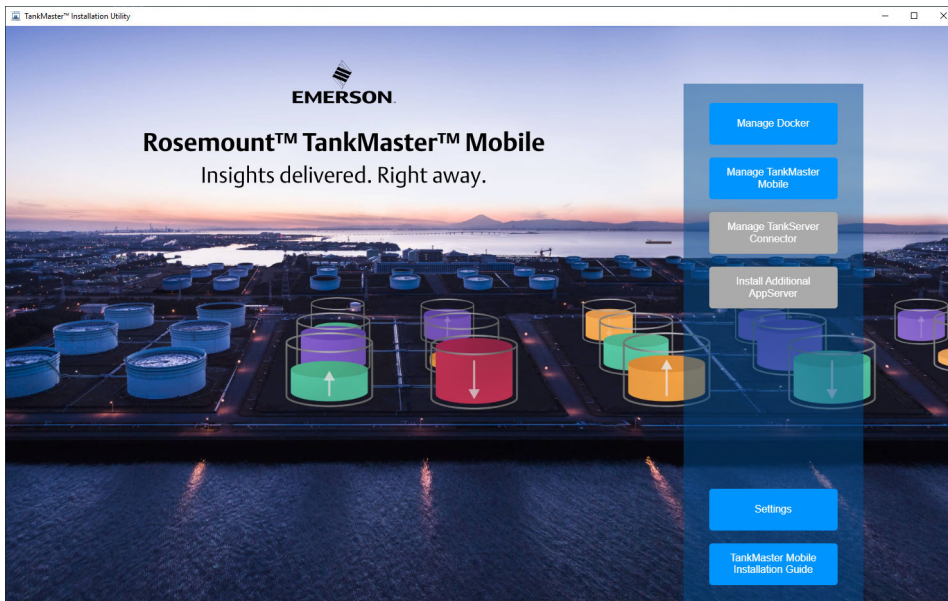 TankMaster™ Installation Utility
EMERSON.
Rosemount™ TankMaster™ Mobile
Insights delivered. Right away.
Manage Docker
Manage TankMaster
Mobile
Manage TankServer
Connector
Install Additional
AppServer
Settings
TankMaster Mobile
Installation Guide